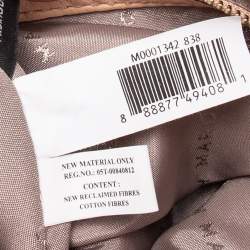 M0001342 838
8 88877 49408 1
NEW MATERIAL ONLY
REG.NO.: 05T-00840812
CONTENT :
NEW RECLAIMED FIBRES
COTTON FIBRES